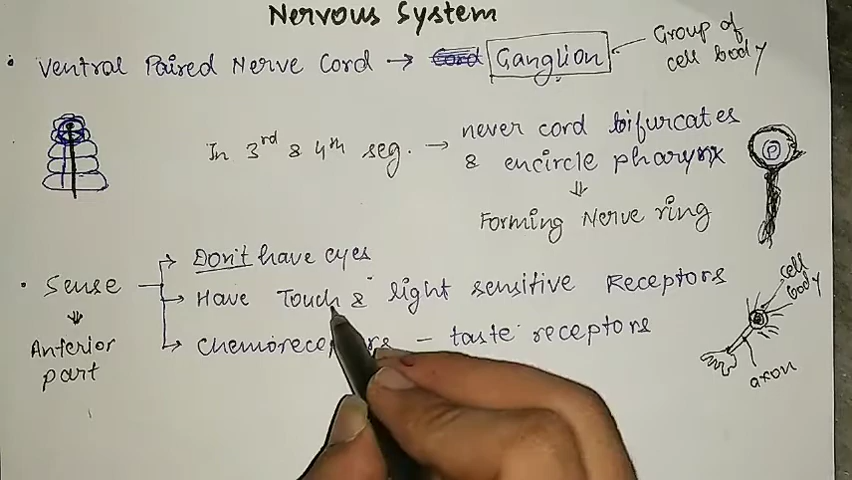 Nervous System
• Ventral Paired Nerve Cord → Ganglion
Group of
cell body
In 3rd & 4th seg. → never cord bifurcates
& encircle pharynx
P
⇓
Forming Nerve ring
• Sense
→ Don't have eyes
→ Have Touch & light sensitive Receptors
→ chemoreceptors – taste receptors
⇓
Anterior
part
cell
body
axon